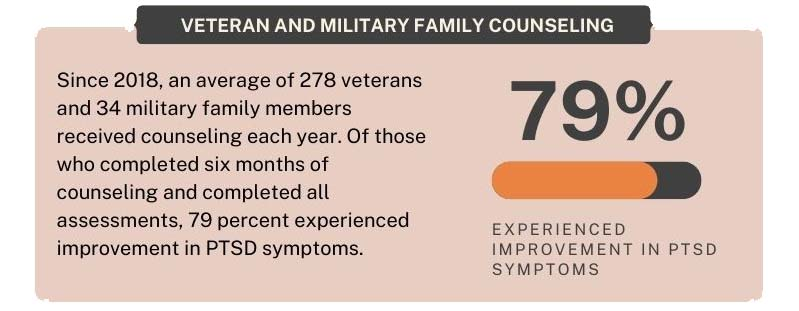 VETERAN AND MILITARY FAMILY COUNSELING
Since 2018, an average of 278 veterans
and 34 military family members
received counseling each year. Of those
who completed six months of
counseling and completed all
assessments, 79 percent experienced
improvement in PTSD symptoms.
79%
EXPERIENCED
IMPROVEMENT IN PTSD
SYMPTOMS